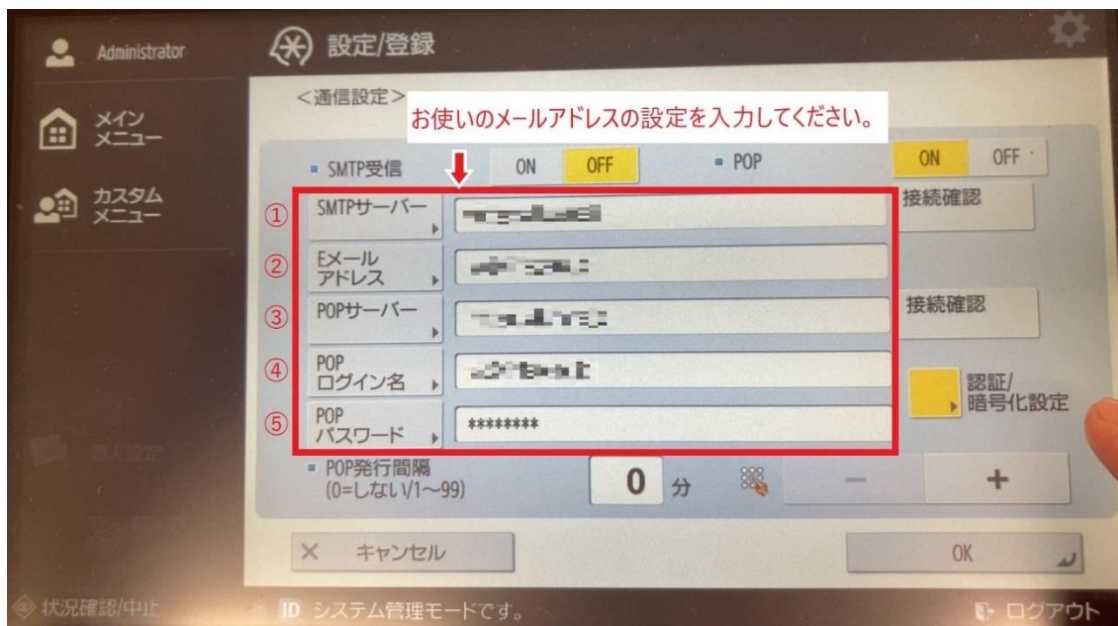 Administrator
設定/登録
<通信設定>
お使いのメールアドレスの設定を入力してください。
メイン
メニュー
SMTP受信
ON
OFF
POP
ON
OFF
カスタム
メニュー
①
SMTPサーバー
接続確認
②
Eメール
アドレス
③
POPサーバー
接続確認
④
POP
ログイン名
認証/
暗号化設定
⑤
POP
パスワード
********
POP発行間隔
(0=しない/1~99)
0
分
−
+
× キャンセル
OK
状況確認/中止
ID システム管理モードです。
ログアウト